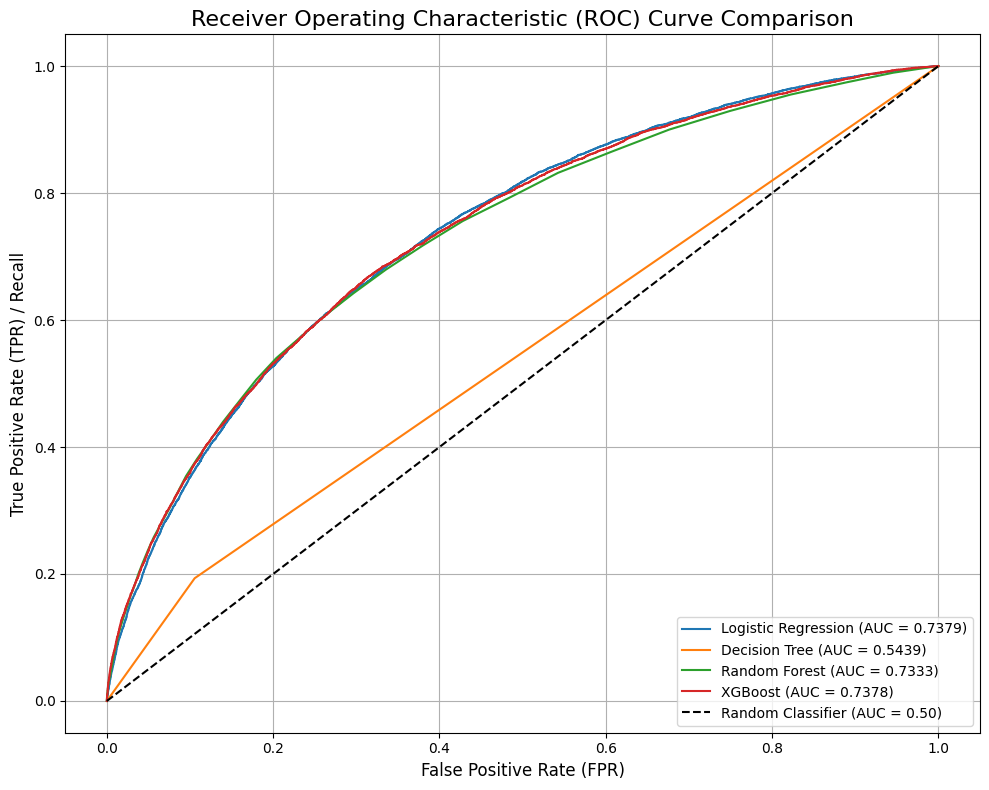 Receiver Operating Characteristic (ROC) Curve Comparison
True Positive Rate (TPR) / Recall
1.0
0.8
0.6
0.4
0.2
0.0
0.0 0.2 0.4 0.6 0.8 1.0
False Positive Rate (FPR)
Logistic Regression (AUC = 0.7379)
Decision Tree (AUC = 0.5439)
Random Forest (AUC = 0.7333)
XGBoost (AUC = 0.7378)
Random Classifier (AUC = 0.50)